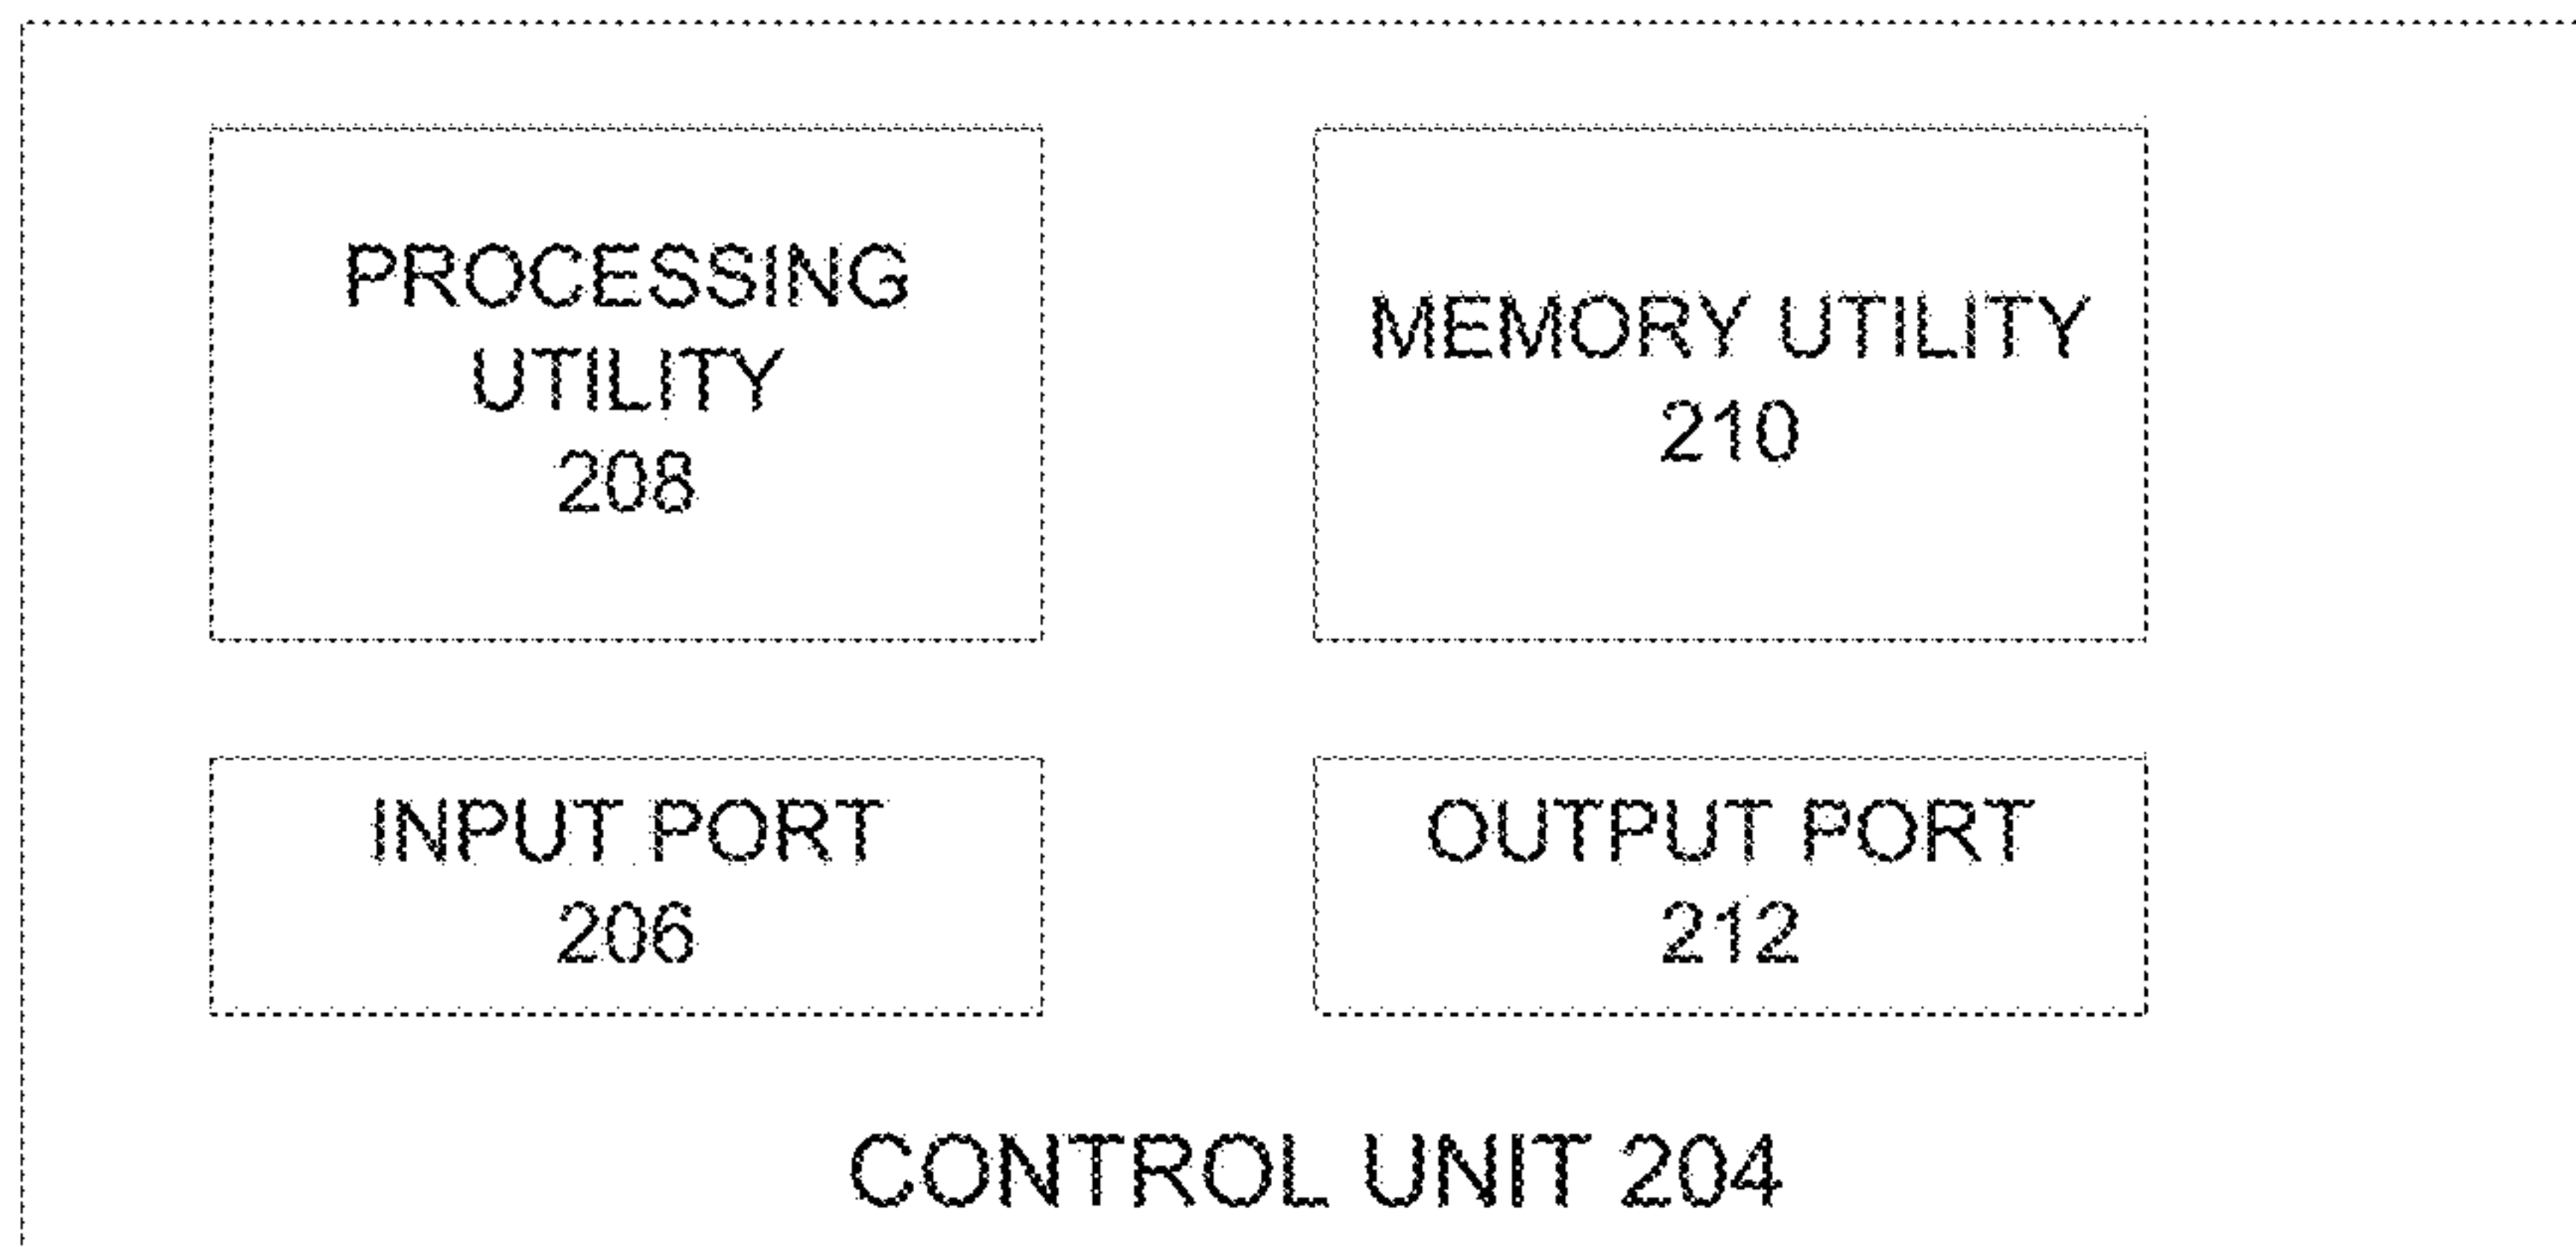 PROCESSING
UTILITY
208
MEMORY UTILITY
210
INPUT PORT
206
OUTPUT PORT
212
CONTROL UNIT 204